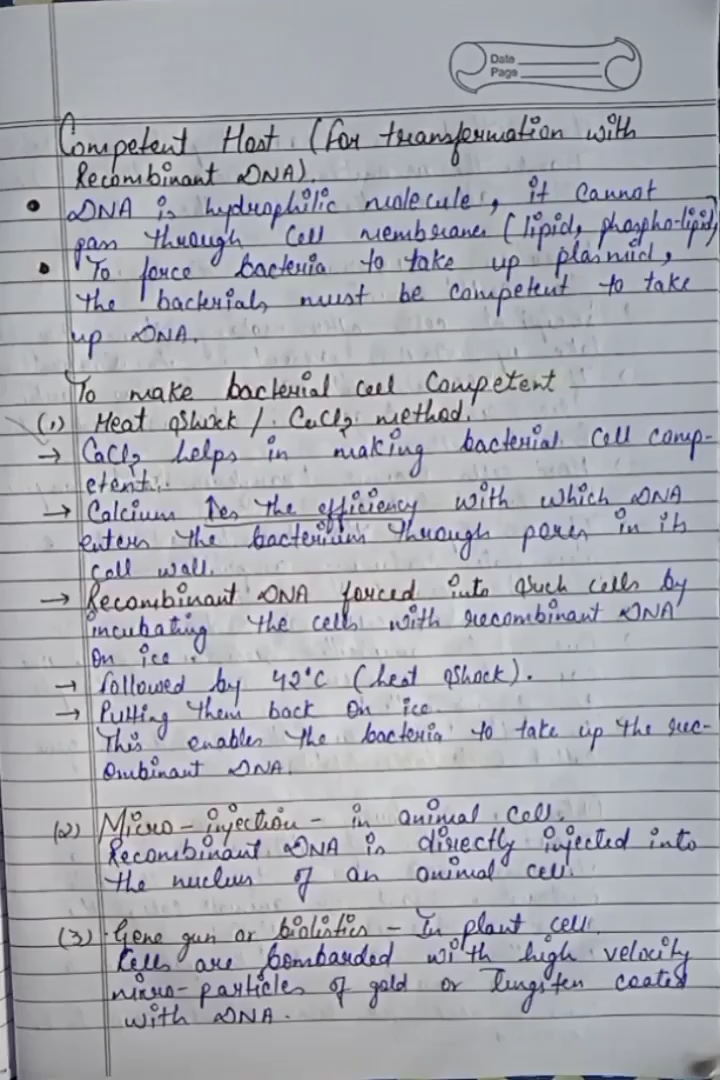 Date
Page
Competent Host (For transformation with
Recombinant DNA).
• DNA is hydrophilic molecule, it cannot
pass through cell membranes (lipid, phospho-lipid)
• To force bacteria to take up plasmid,
the bacterials must be competent to take
up DNA.
To make bacterial cell Competent
(1) Heat Shock / CaCl2 method.
→ CaCl2 helps in making bacterial cell comp-
etent.
→ Calcium ↑es the efficiency with which DNA
enters the bacterium through pores in its
cell wall.
→ Recombinant DNA forced into such cells by
incubating the cells with recombinant DNA
on ice.
→ followed by 42°C (heat shock).
→ Putting them back on ice.
This enables the bacteria to take up the rec-
ombinant DNA.
(2) Micro-injection - in animal cell.
Recombinant DNA is directly injected into
the nucleus of an animal cell.
(3) Gene gun or biolistics - In plant cell.
Cells are bombarded with high velocity
micro-particles of gold or Tungsten coated
with DNA.